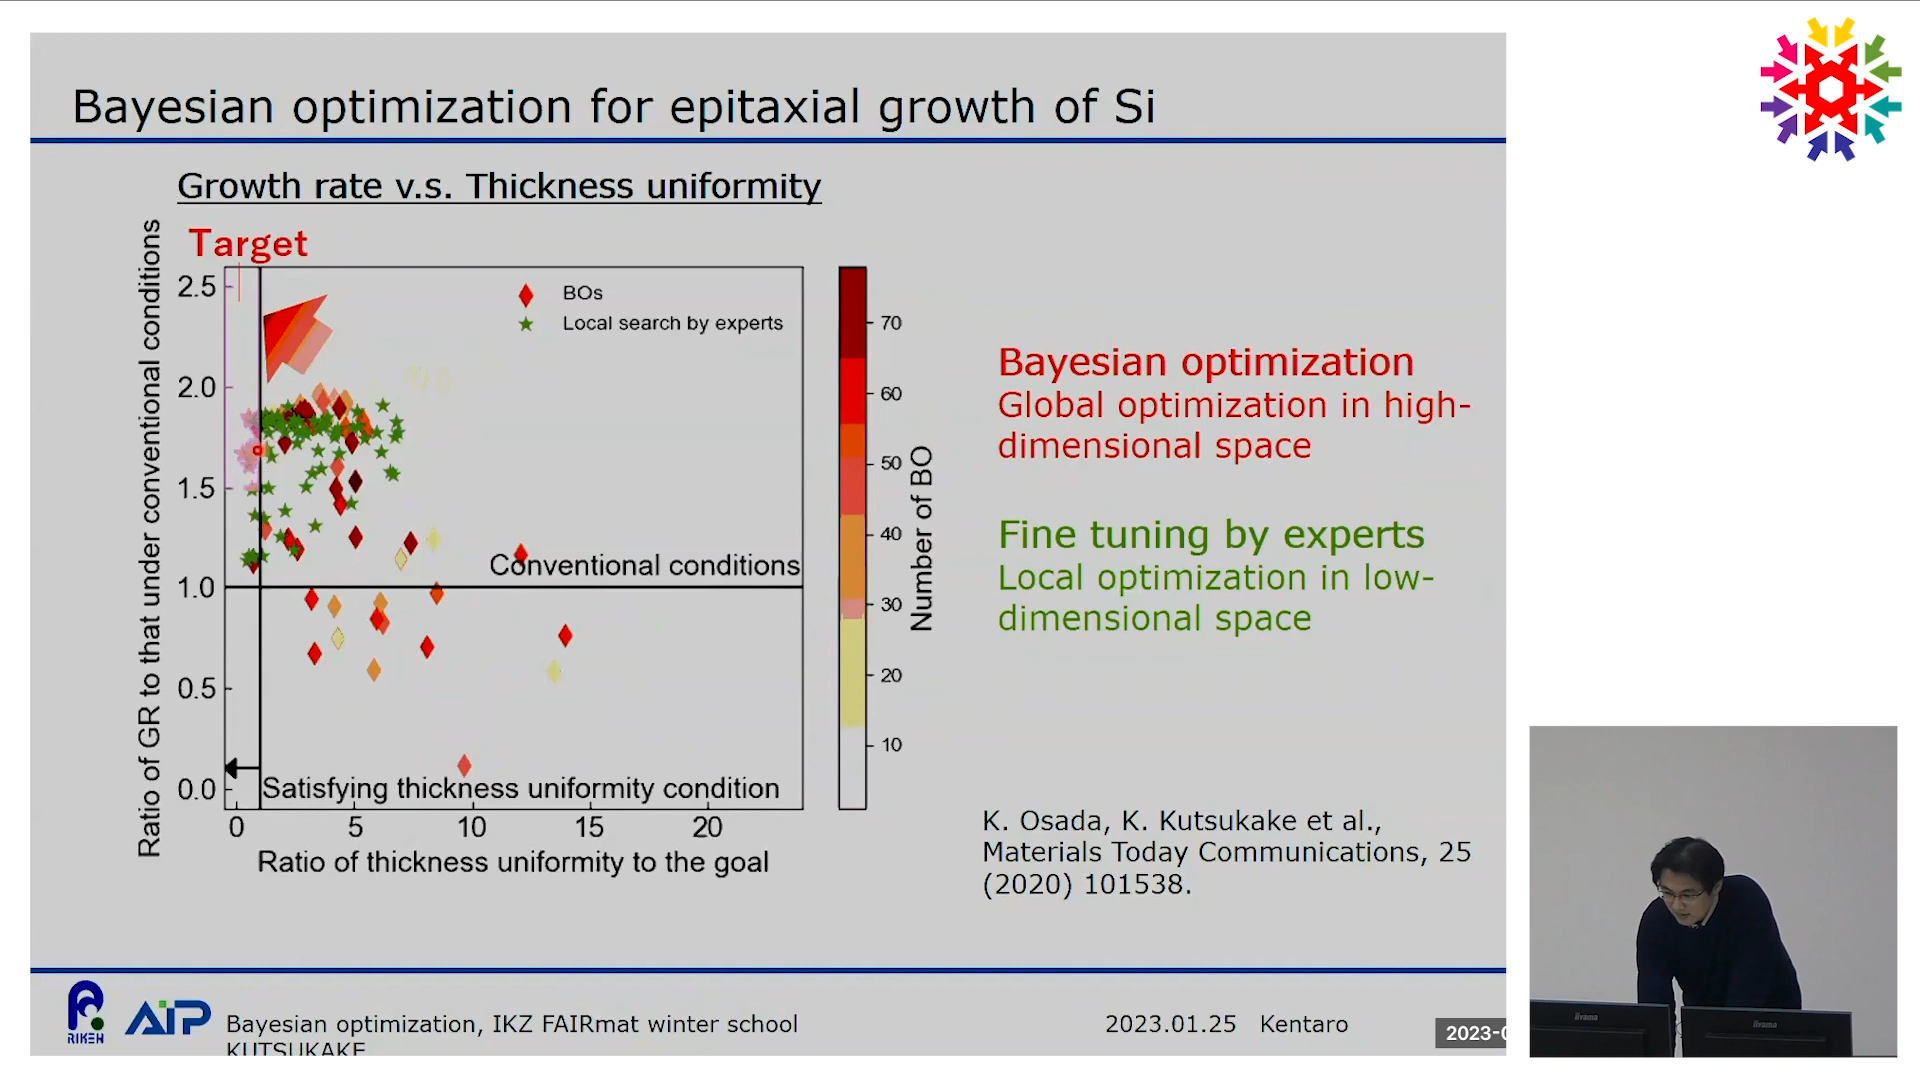 Bayesian optimization for epitaxial growth of Si
Growth rate v.s. Thickness uniformity
Target
Ratio of GR to that under conventional conditions
2.5
2.0
1.5
1.0
0.5
0.0
BOs
Local search by experts
Conventional conditions
Satisfying thickness uniformity condition
0 5 10 15 20
Ratio of thickness uniformity to the goal
70
60
50
40
30
20
10
Number of BO
Bayesian optimization
Global optimization in high-
dimensional space
Fine tuning by experts
Local optimization in low-
dimensional space
K. Osada, K. Kutsukake et al.,
Materials Today Communications, 25
(2020) 101538.
RIKEN
AIP
Bayesian optimization, IKZ FAIRmat winter school
KUTSUKAKE
2023.01.25 Kentaro
2023-0
iiyama
iiyama